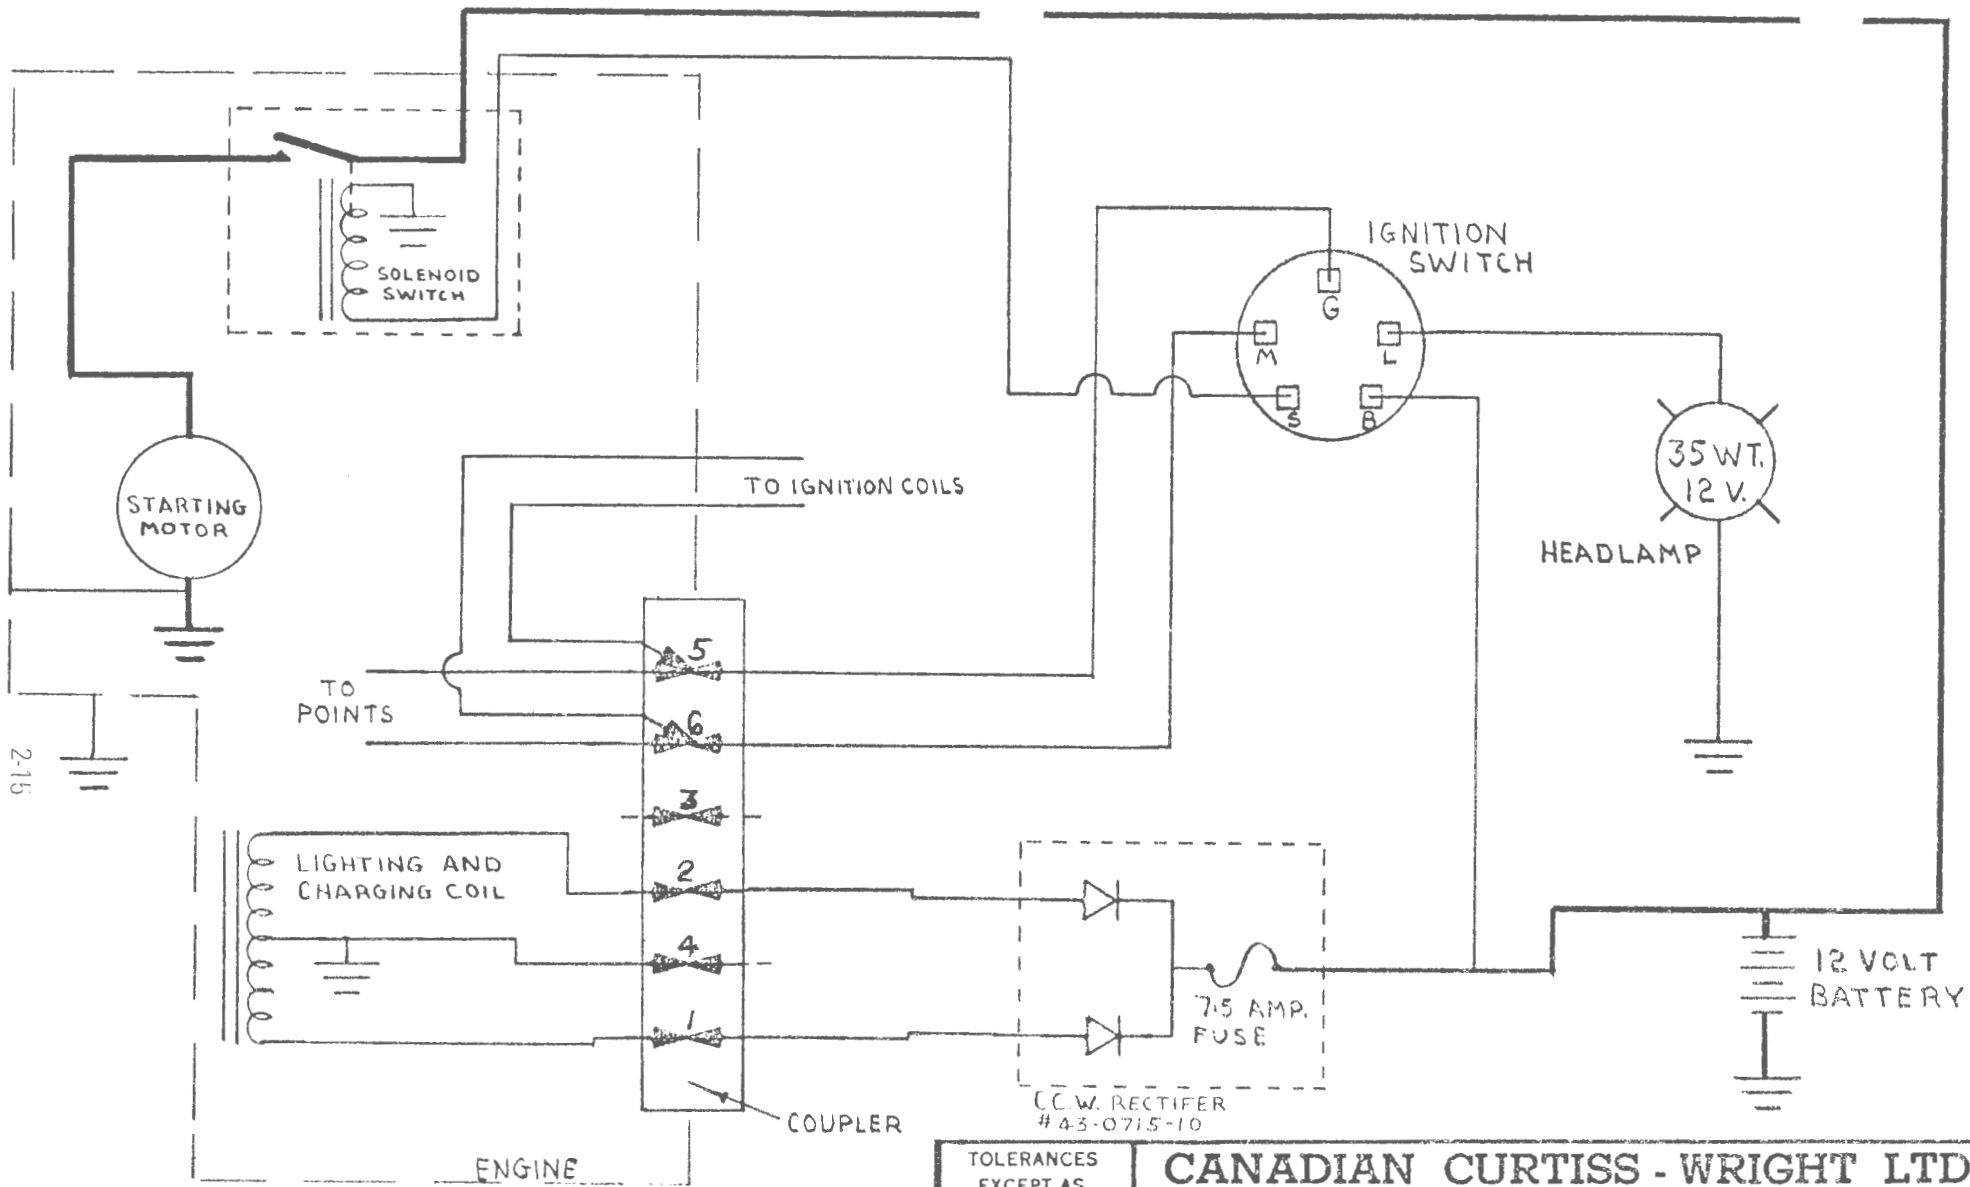 IGNITION
SWITCH
G
M
L
S
B
SOLENOID
SWITCH
STARTING
MOTOR
TO IGNITION COILS
35 WT.
12 V.
HEADLAMP
5
TO
POINTS
6
2-15
3
LIGHTING AND
CHARGING COIL
2
4
12 VOLT
BATTERY
7.5 AMP.
FUSE
1
COUPLER
C.C.W. RECTIFER
# 43-0715-10
ENGINE
TOLERANCES
EXCEPT AS
CANADIAN CURTISS - WRIGHT LTD